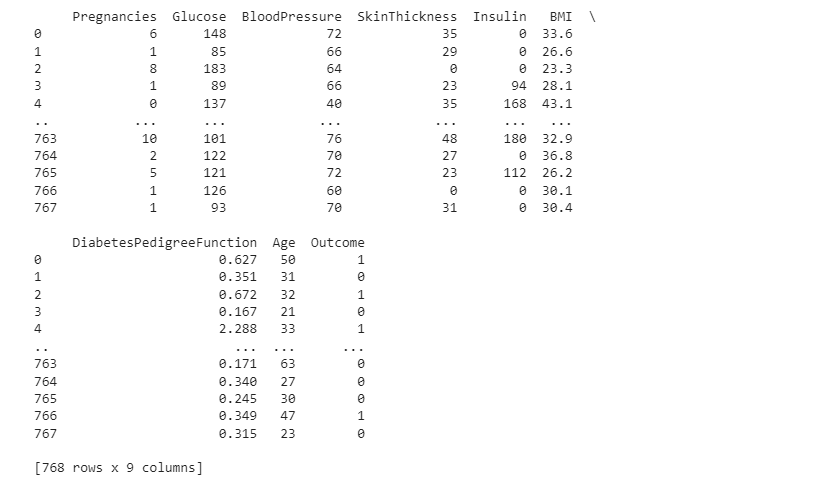 Pregnancies Glucose BloodPressure SkinThickness Insulin BMI \
0 6 148 72 35 0 33.6
1 1 85 66 29 0 26.6
2 8 183 64 0 0 23.3
3 1 89 66 23 94 28.1
4 0 137 40 35 168 43.1
.. ... ... ... ... ... ...
763 10 101 76 48 180 32.9
764 2 122 70 27 0 36.8
765 5 121 72 23 112 26.2
766 1 126 60 0 0 30.1
767 1 93 70 31 0 30.4
DiabetesPedigreeFunction Age Outcome
0 0.627 50 1
1 0.351 31 0
2 0.672 32 1
3 0.167 21 0
4 2.288 33 1
.. ... ... ...
763 0.171 63 0
764 0.340 27 0
765 0.245 30 0
766 0.349 47 1
767 0.315 23 0
[768 rows x 9 columns]